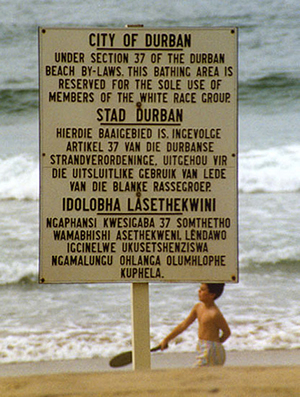 CITY OF DURBAN
UNDER SECTION 37 OF THE DURBAN
BEACH BY-LAWS, THIS BATHING AREA IS
RESERVED FOR THE SOLE USE OF
MEMBERS OF THE WHITE RACE GROUP.
STAD DURBAN
HIERDIE BAAIGEBIED IS, INGEVOLGE
ARTIKEL 37 VAN DIE DURBANSE
STRANDVERORDENINGE, UITGEHOU VIR
DIE UITSLUITLIKE GEBRUIK VAN LEDE
VAN DIE BLANKE RASSEGROEP.
IDOLOBHA LASETHEKWINI
NGAPHANSI KWESIGABA 37 SOMTHETHO
WAMABHISHI ASETHEKWENI, LENDAWO
IGCINELWE UKUSETSHENZISWA
NGAMALUNGU OHLANGA OLUMHLOPHE
KUPHELA.